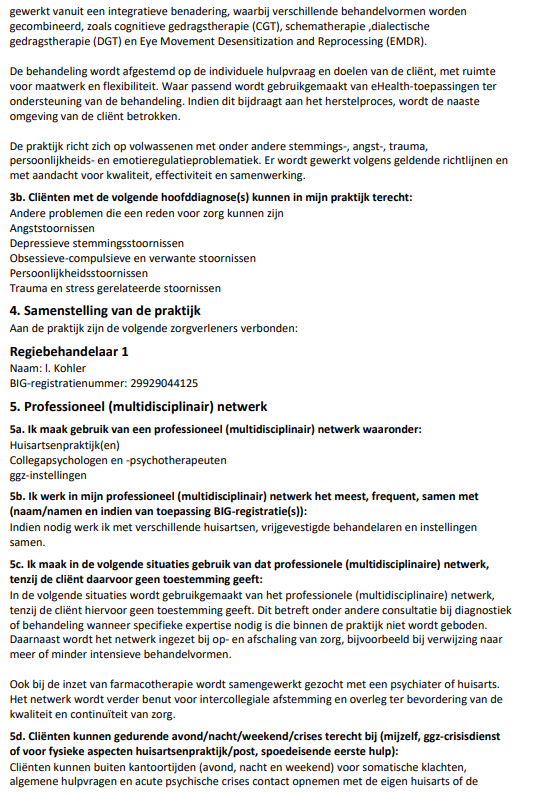 gewerkt vanuit een integratieve benadering, waarbij verschillende behandelvormen worden
gecombineerd, zoals cognitieve gedragstherapie (CGT), schematherapie ,dialectische
gedragstherapie (DGT) en Eye Movement Desensitization and Reprocessing (EMDR).
De behandeling wordt afgestemd op de individuele hulpvraag en doelen van de cliënt, met ruimte
voor maatwerk en flexibiliteit. Waar passend wordt gebruikgemaakt van eHealth-toepassingen ter
ondersteuning van de behandeling. Indien dit bijdraagt aan het herstelproces, wordt de naaste
omgeving van de cliënt betrokken.
De praktijk richt zich op volwassenen met onder andere stemmings-, angst-, trauma,
persoonlijkheids- en emotieregulatieproblematiek. Er wordt gewerkt volgens geldende richtlijnen en
met aandacht voor kwaliteit, effectiviteit en samenwerking.
3b. Cliënten met de volgende hoofddiagnose(s) kunnen in mijn praktijk terecht:
Andere problemen die een reden voor zorg kunnen zijn
Angststoornissen
Depressieve stemmingsstoornissen
Obsessieve-compulsieve en verwante stoornissen
Persoonlijkheidsstoornissen
Trauma en stress gerelateerde stoornissen
4. Samenstelling van de praktijk
Aan de praktijk zijn de volgende zorgverleners verbonden:
Regiebehandelaar 1
Naam: I. Kohler
BIG-registratienummer: 29929044125
5. Professioneel (multidisciplinair) netwerk
5a. Ik maak gebruik van een professioneel (multidisciplinair) netwerk waaronder:
Huisartsenpraktijk(en)
Collegapsychologen en -psychotherapeuten
ggz-instellingen
5b. Ik werk in mijn professioneel (multidisciplinair) netwerk het meest, frequent, samen met
(naam/namen en indien van toepassing BIG-registratie(s)):
Indien nodig werk ik met verschillende huisartsen, vrijgevestigde behandelaren en instellingen
samen.
5c. Ik maak in de volgende situaties gebruik van dat professionele (multidisciplinaire) netwerk,
tenzij de cliënt daarvoor geen toestemming geeft:
In de volgende situaties wordt gebruikgemaakt van het professionele (multidisciplinaire) netwerk,
tenzij de cliënt hiervoor geen toestemming geeft. Dit betreft onder andere consultatie bij diagnostiek
of behandeling wanneer specifieke expertise nodig is die binnen de praktijk niet wordt geboden.
Daarnaast wordt het netwerk ingezet bij op- en afschaling van zorg, bijvoorbeeld bij verwijzing naar
meer of minder intensieve behandelvormen.
Ook bij de inzet van farmacotherapie wordt samengewerkt gezocht met een psychiater of huisarts.
Het netwerk wordt verder benut voor intercollegiale afstemming en overleg ter bevordering van de
kwaliteit en continuïteit van zorg.
5d. Cliënten kunnen gedurende avond/nacht/weekend/crises terecht bij (mijzelf, ggz-crisisdienst
of voor fysieke aspecten huisartsenpraktijk/post, spoedeisende eerste hulp):
Cliënten kunnen buiten kantoortijden (avond, nacht en weekend) voor somatische klachten,
algemene hulpvragen en acute psychische crises contact opnemen met de eigen huisarts of de